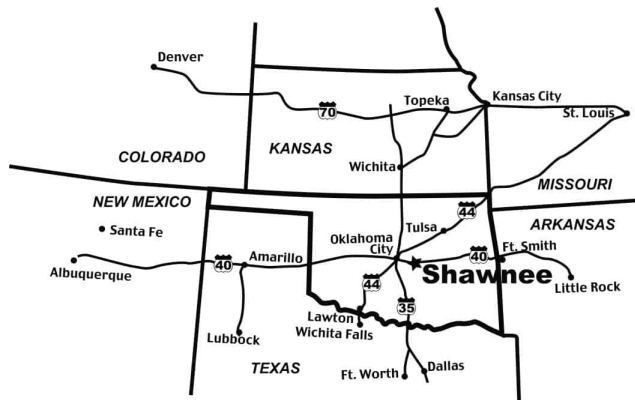 Denver
Kansas City
Topeka
70
St. Louis
COLORADO
KANSAS
Wichita
MISSOURI
NEW MEXICO
44
ARKANSAS
Santa Fe
Tulsa
Oklahoma
City
Ft. Smith
Amarillo
40
40
Albuquerque
Shawnee
44
Little Rock
35
Lawton
Wichita Falls
Lubbock
TEXAS
Ft. Worth
Dallas